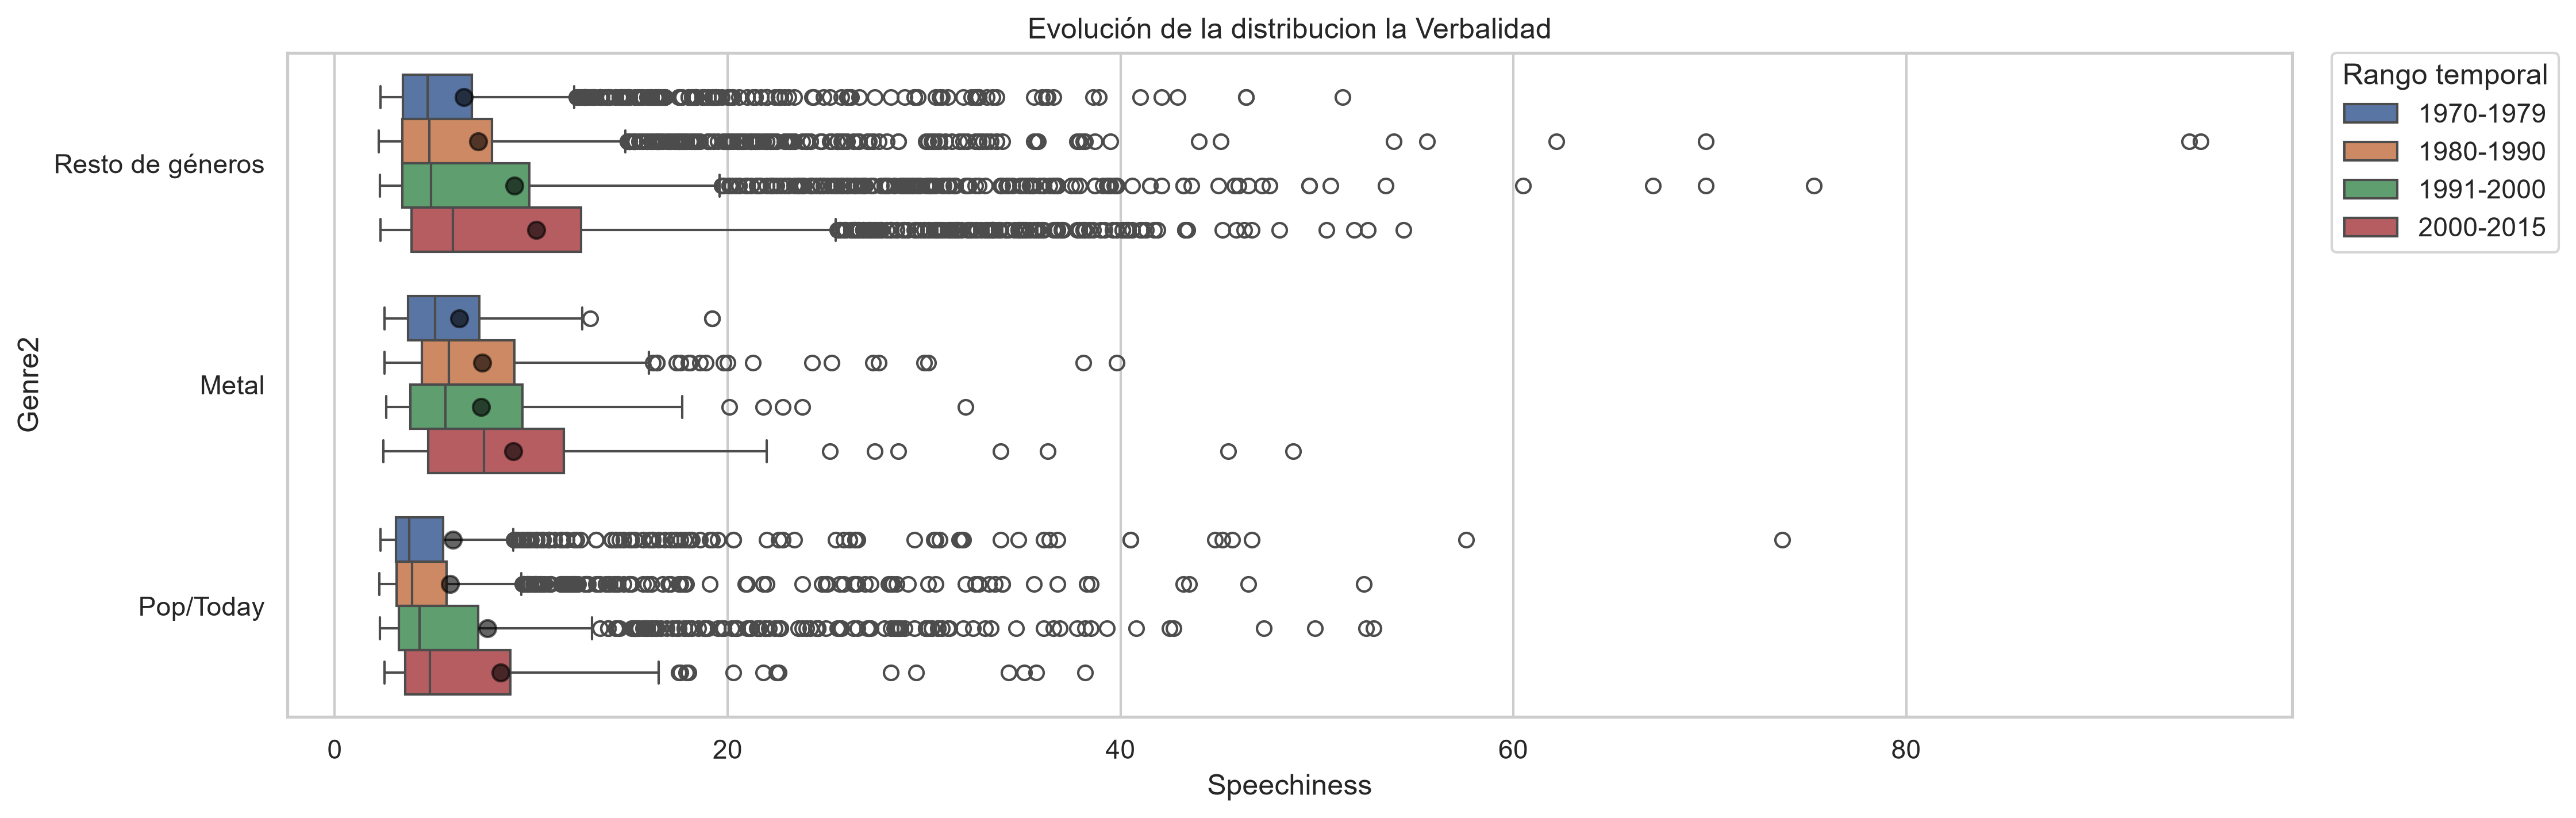 Evolución de la distribucion la Verbalidad
Rango temporal
1970-1979
1980-1990
1991-2000
2000-2015
Genre2
Resto de géneros
Metal
Pop/Today
0 20 40 60 80
Speechiness